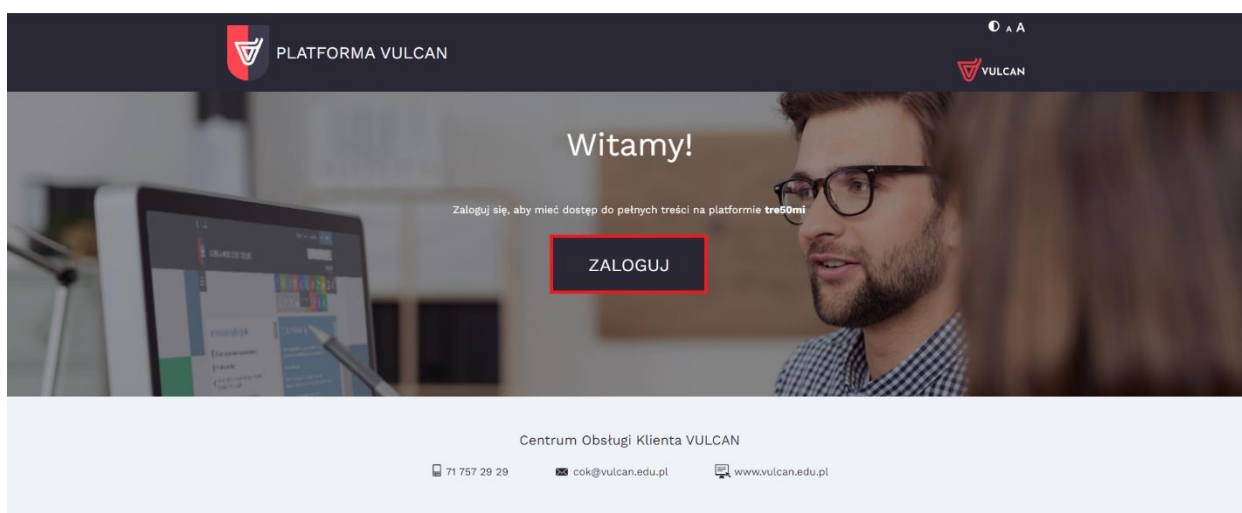 PLATFORMA VULCAN
A A
VULCAN
Witamy!
Zaloguj się, aby mieć dostęp do pełnych treści na platformie tre50mi
ZALOGUJ
Centrum Obsługi Klienta VULCAN
71 757 29 29 cok@vulcan.edu.pl www.vulcan.edu.pl